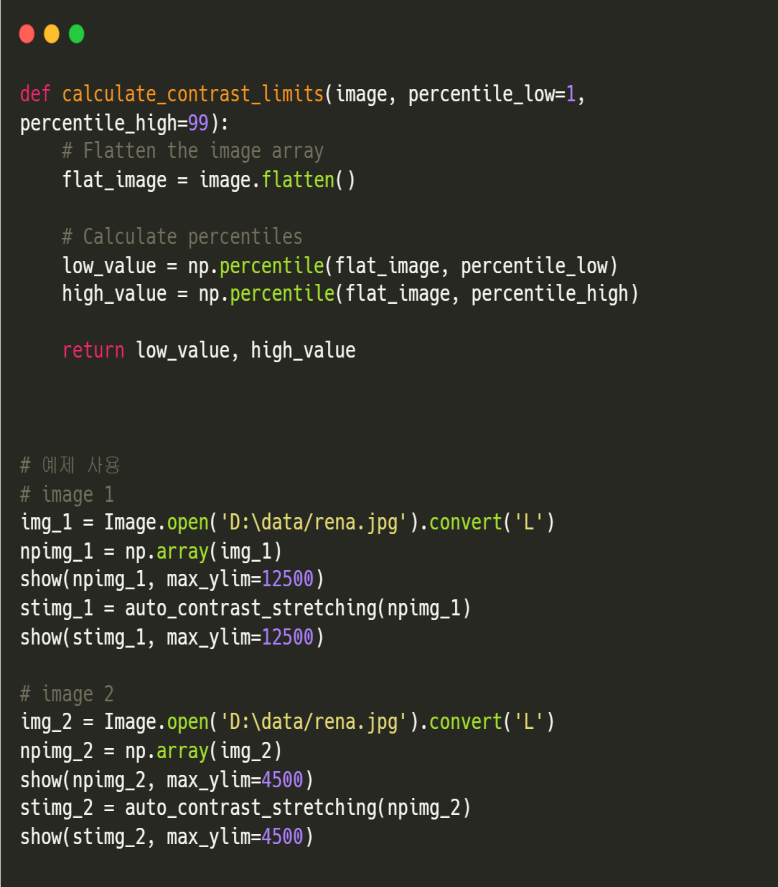 def calculate_contrast_limits(image, percentile_low=1,
percentile_high=99):
    # Flatten the image array
    flat_image = image.flatten()

    # Calculate percentiles
    low_value = np.percentile(flat_image, percentile_low)
    high_value = np.percentile(flat_image, percentile_high)

    return low_value, high_value

# 예제 사용
# image 1
img_1 = Image.open('D:\data/rena.jpg').convert('L')
npimg_1 = np.array(img_1)
show(npimg_1, max_ylim=12500)
stimg_1 = auto_contrast_stretching(npimg_1)
show(stimg_1, max_ylim=12500)

# image 2
img_2 = Image.open('D:\data/rena.jpg').convert('L')
npimg_2 = np.array(img_2)
show(npimg_2, max_ylim=4500)
stimg_2 = auto_contrast_stretching(npimg_2)
show(stimg_2, max_ylim=4500)